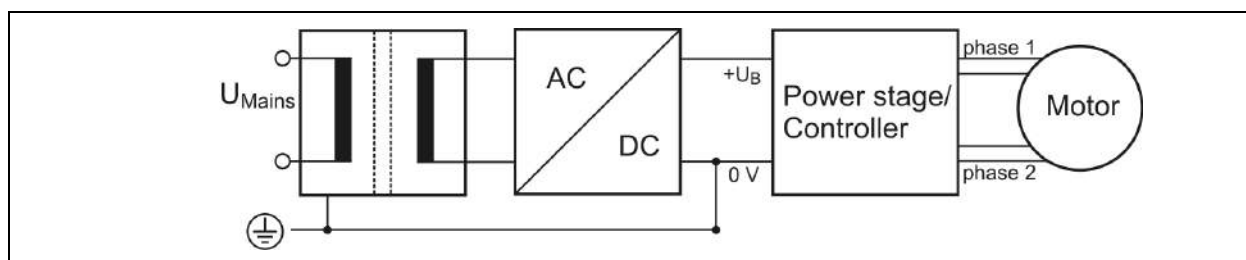 U_Mains
AC
DC
+U_B
0 V
Power stage/
Controller
phase 1
phase 2
Motor